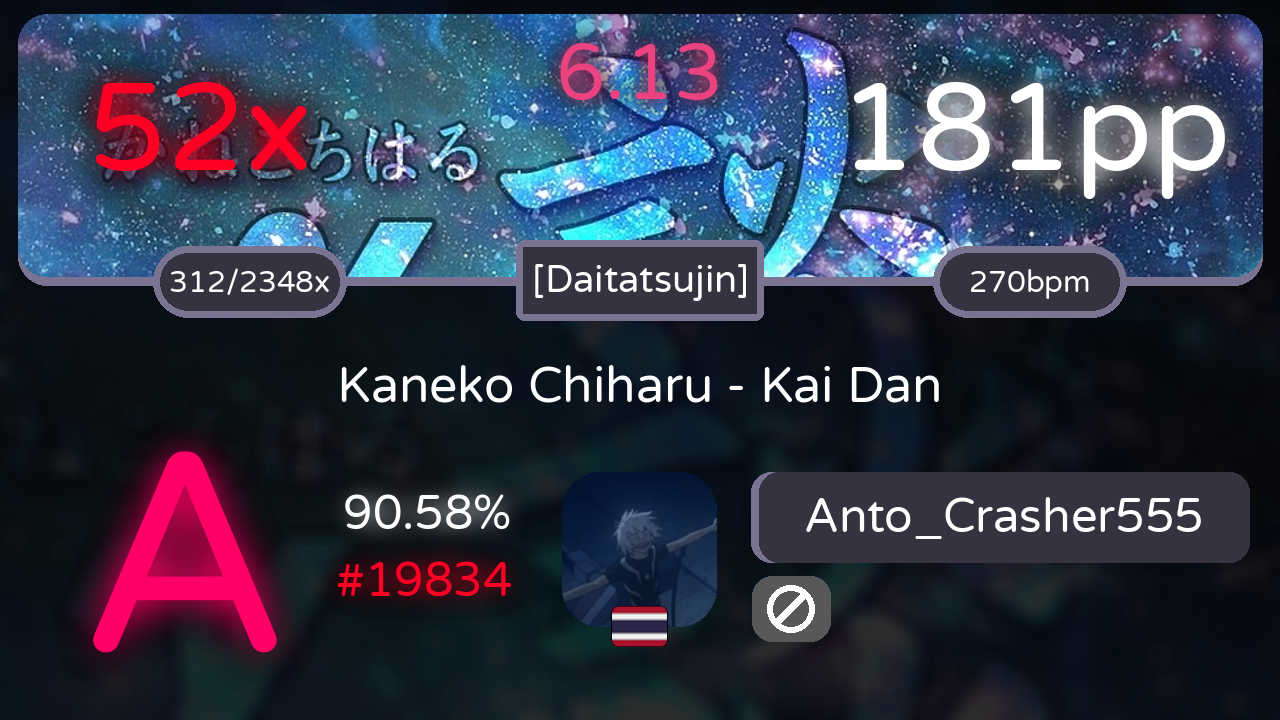 6.13
52x
ちはる
181pp
312/2348x
[Daitatsujin]
270bpm
Kaneko Chiharu - Kai Dan
A
90.58%
#19834
Anto_Crasher555